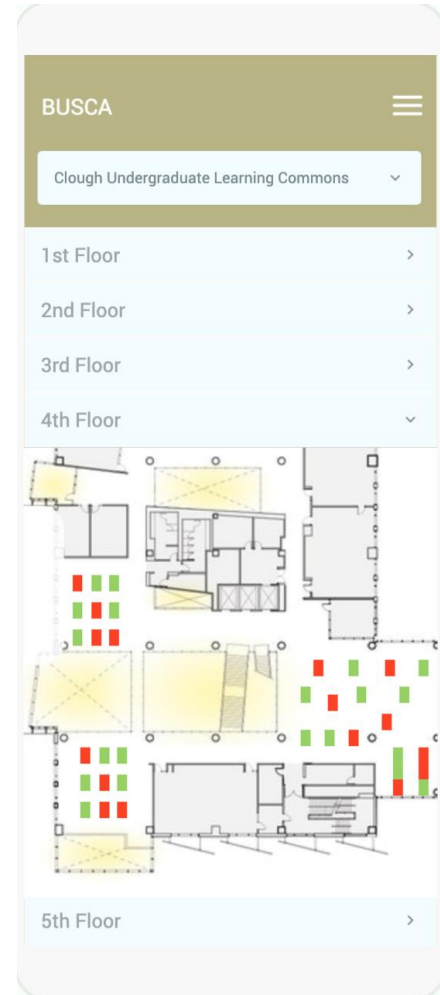 BUSCA
Clough Undergraduate Learning Commons
1st Floor
2nd Floor
3rd Floor
4th Floor
5th Floor